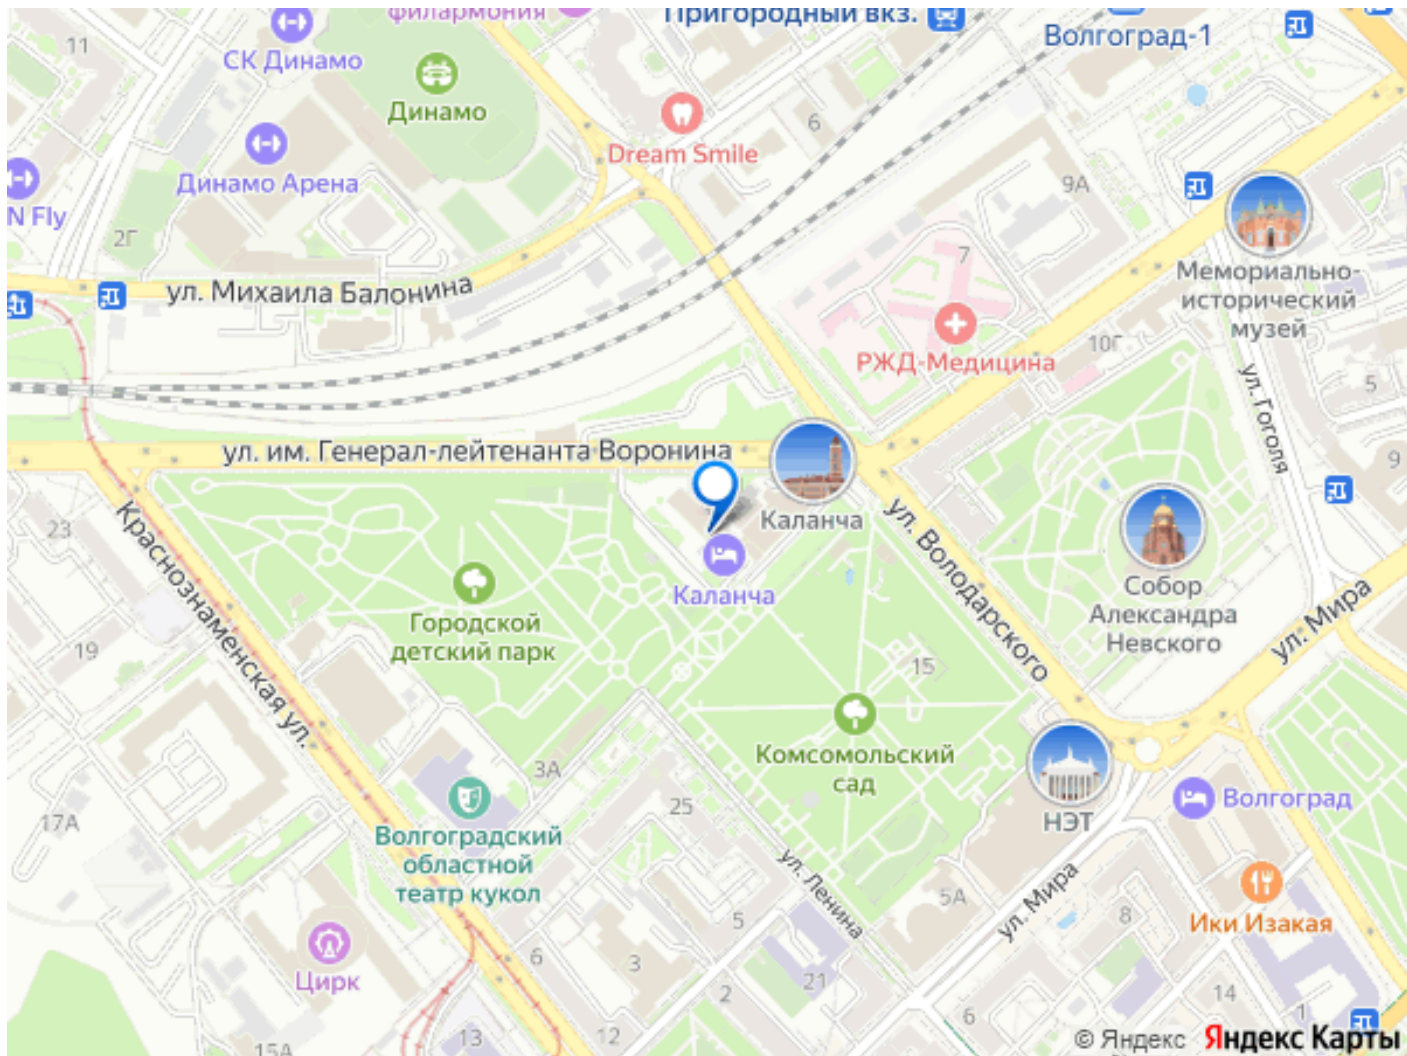 филармония
Пригородный вкз.
Волгоград-1
11
СК Динамо
Динамо
6
Dream Smile
Динамо Арена
9А
N Fly
2Г
7
Мемориально-
исторический
музей
ул. Михаила Балонина
РЖД-Медицина
10Г
5
ул. Гоголя
ул. им. Генерал-лейтенанта Воронина
9
Каланча
ул. Володарского
23
Краснознаменская ул.
Каланча
Собор
Александра
Невского
ул. Мира
Городской
детский парк
19
15
Комсомольский
сад
3А
25
Волгоград
НЭТ
17А
Волгоградский
областной
театр кукол
ул. Ленина
5А
ул. Мира
8
Ики Изакая
5
6
3
Цирк
21
2
14
1
6
13
12
15А
© Яндекс Яндекс Карты